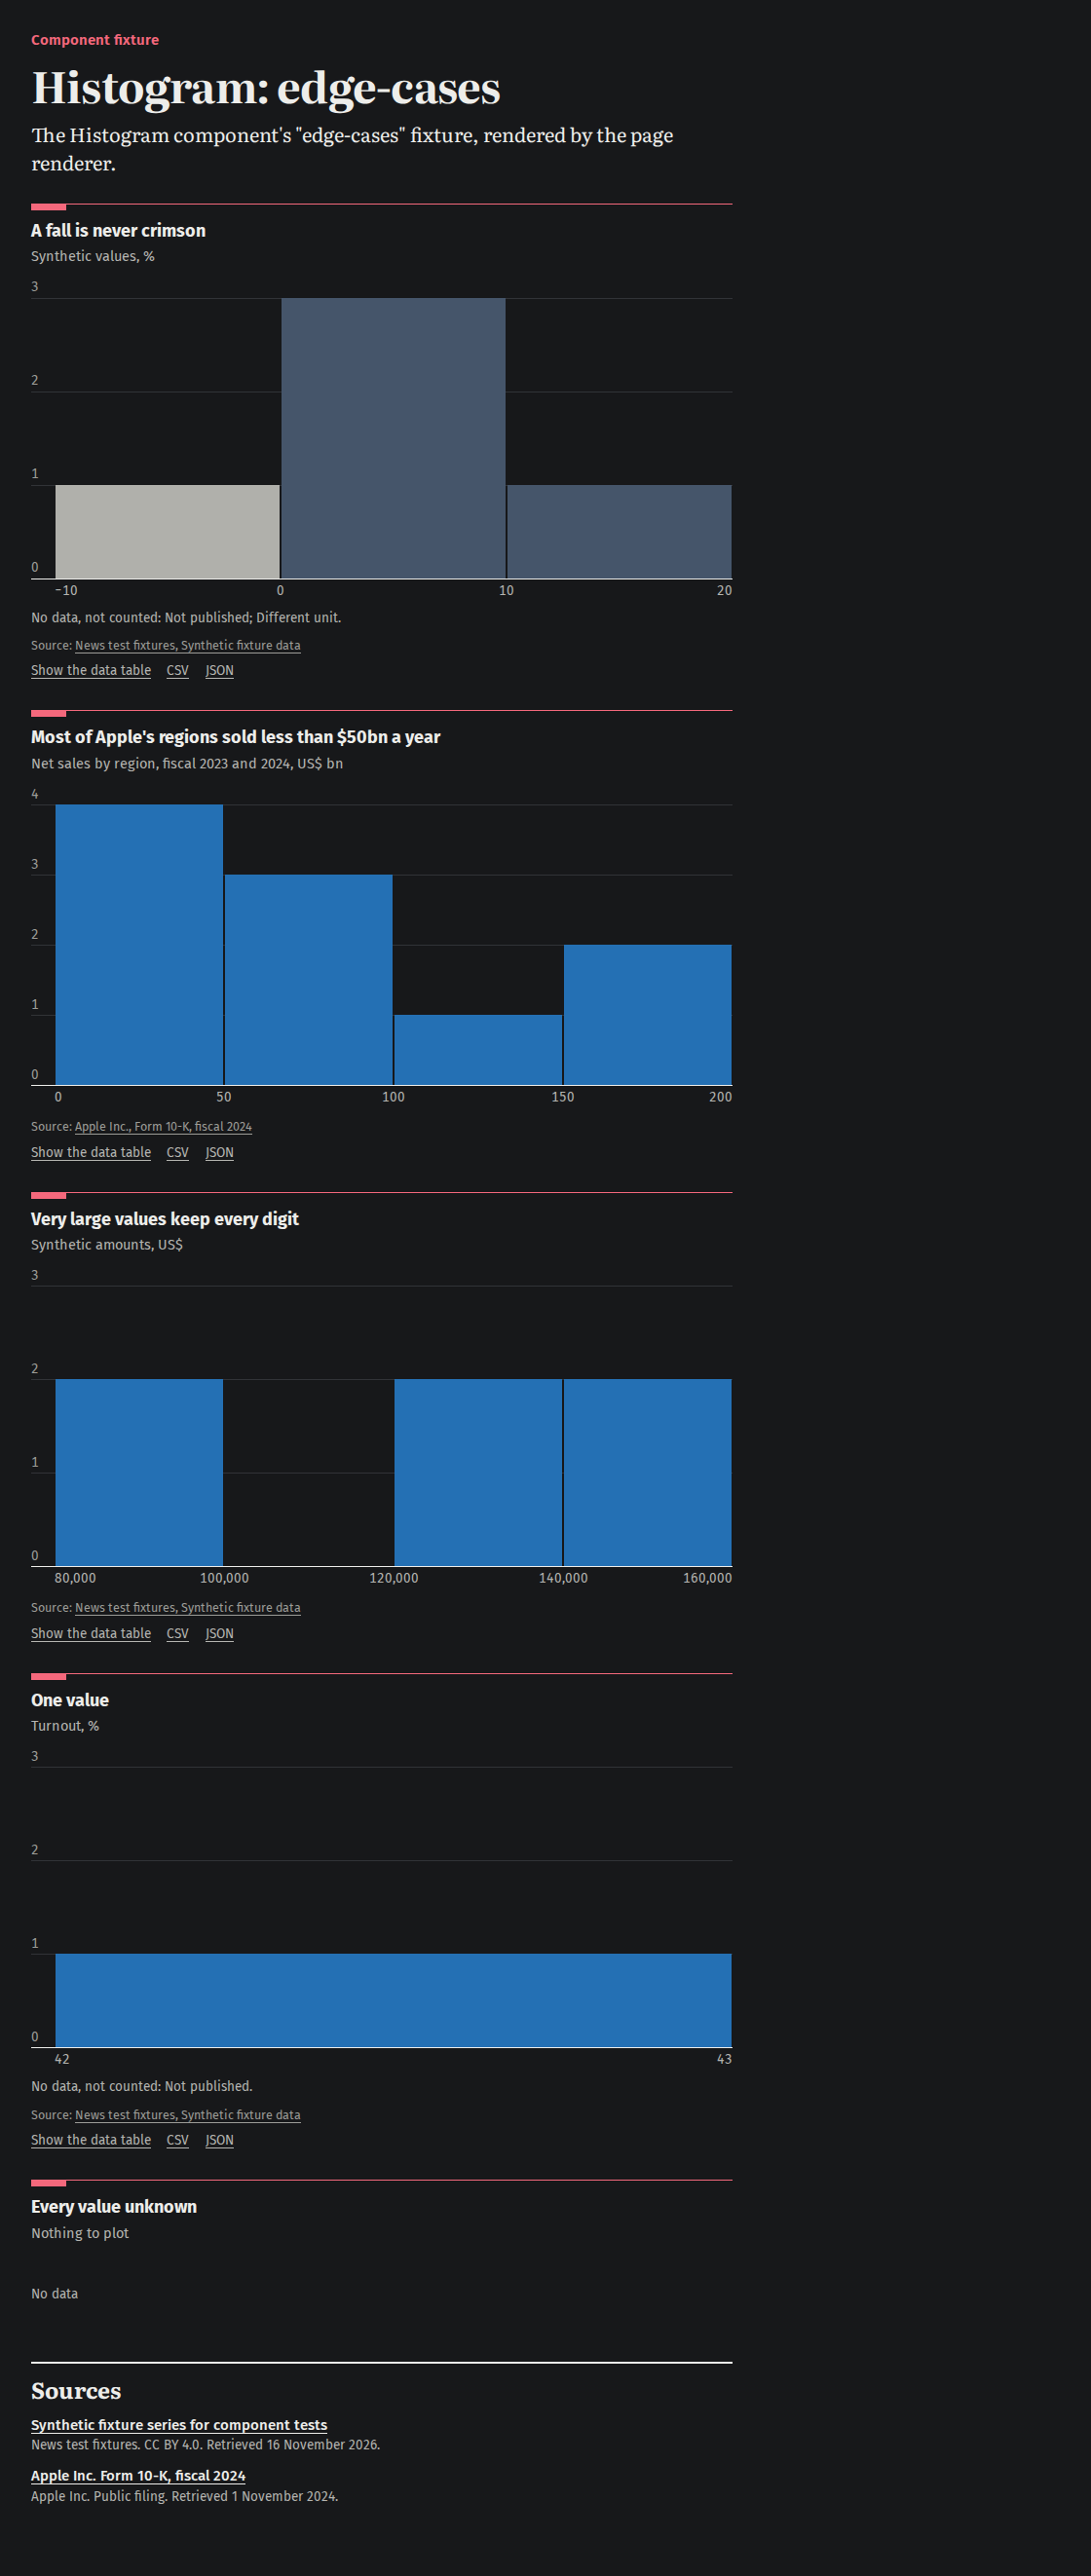 Component fixture
Histogram: edge-cases
The Histogram component's "edge-cases" fixture, rendered by the page
renderer.
A fall is never crimson
Synthetic values, %
3
2
1
0
−10 0 10 20
No data, not counted: Not published; Different unit.
Source: News test fixtures, Synthetic fixture data
Show the data table CSV JSON
Most of Apple's regions sold less than $50bn a year
Net sales by region, fiscal 2023 and 2024, US$ bn
4
3
2
1
0
0 50 100 150 200
Source: Apple Inc., Form 10-K, fiscal 2024
Show the data table CSV JSON
Very large values keep every digit
Synthetic amounts, US$
3
2
1
0
80,000 100,000 120,000 140,000 160,000
Source: News test fixtures, Synthetic fixture data
Show the data table CSV JSON
One value
Turnout, %
3
2
1
0
42 43
No data, not counted: Not published.
Source: News test fixtures, Synthetic fixture data
Show the data table CSV JSON
Every value unknown
Nothing to plot
No data
Sources
Synthetic fixture series for component tests
News test fixtures. CC BY 4.0. Retrieved 16 November 2026.
Apple Inc. Form 10-K, fiscal 2024
Apple Inc. Public filing. Retrieved 1 November 2024.